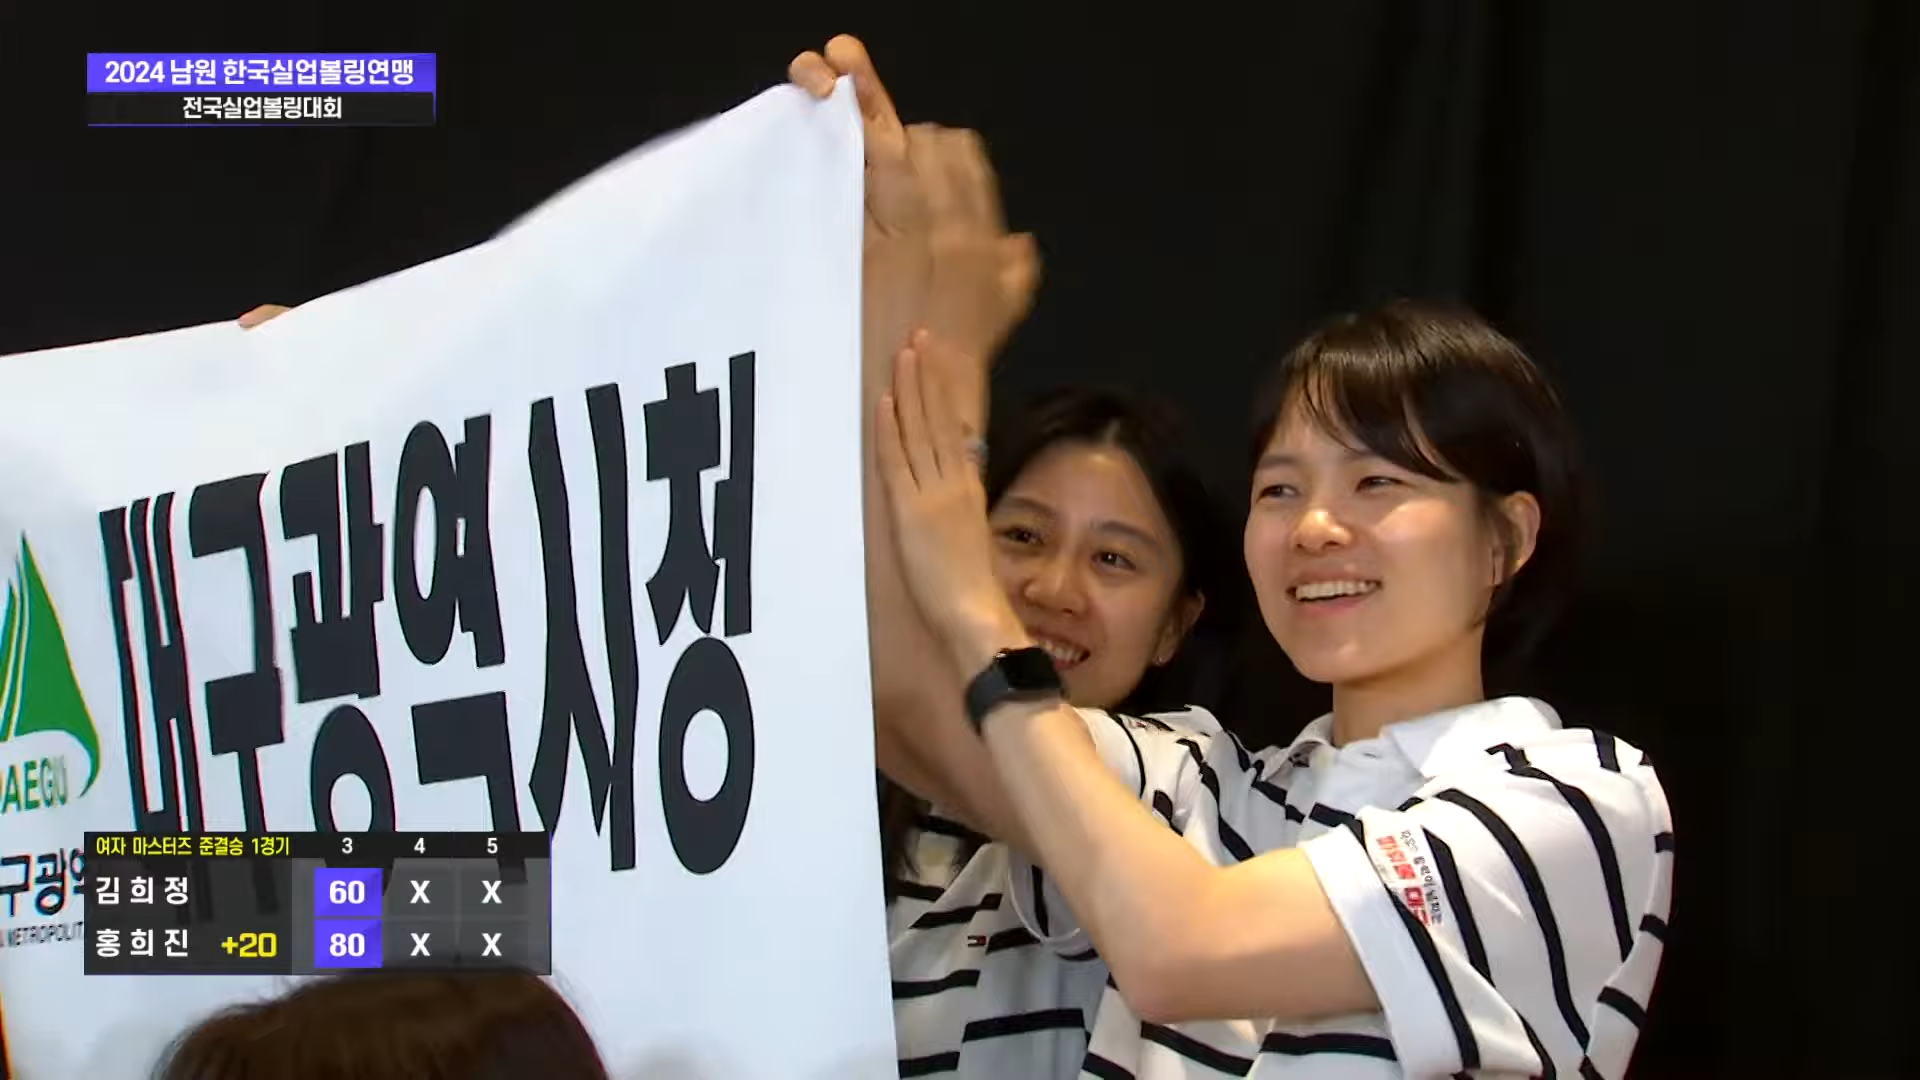 2024 남원 한국실업볼링연맹
전국실업볼링대회
대구광역시청
DAEGU
구광역
METROPOLIT
여자 마스터즈 준결승 1경기 3 4 5
김희정 60 X X
홍희진 +20 80 X X